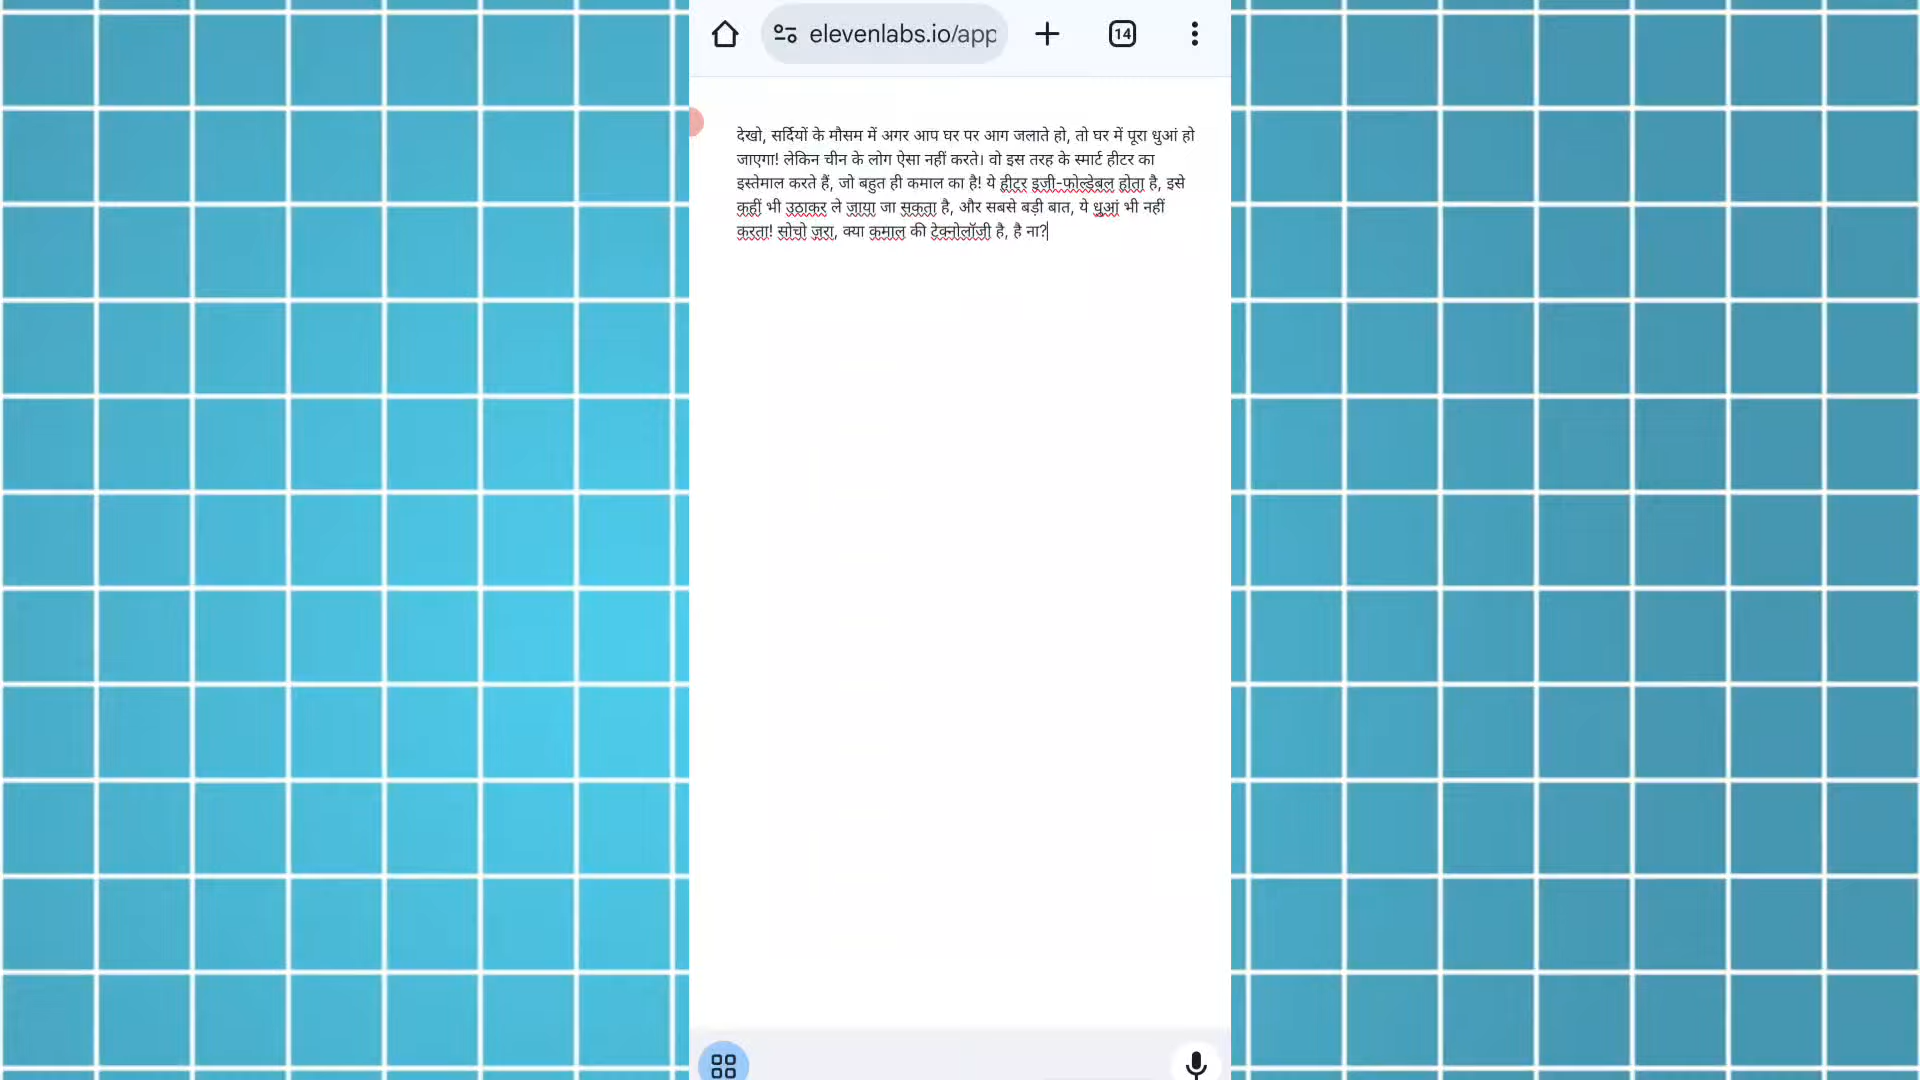 elevenlabs.io/app
14
देखो, सर्दियों के मौसम में अगर आप घर पर आग जलाते हो, तो घर में पूरा धुआं हो
जाएगा! लेकिन चीन के लोग ऐसा नहीं करते। वो इस तरह के स्मार्ट हीटर का
इस्तेमाल करते हैं, जो बहुत ही कमाल का है! ये हीटर इजी-फोल्डेबल होता है, इसे
कहीं भी उठाकर ले जाया जा सकता है, और सबसे बड़ी बात, ये धुआं भी नहीं
करता! सोचो ज़रा, क्या कमाल की टेक्नोलॉजी है, है ना?